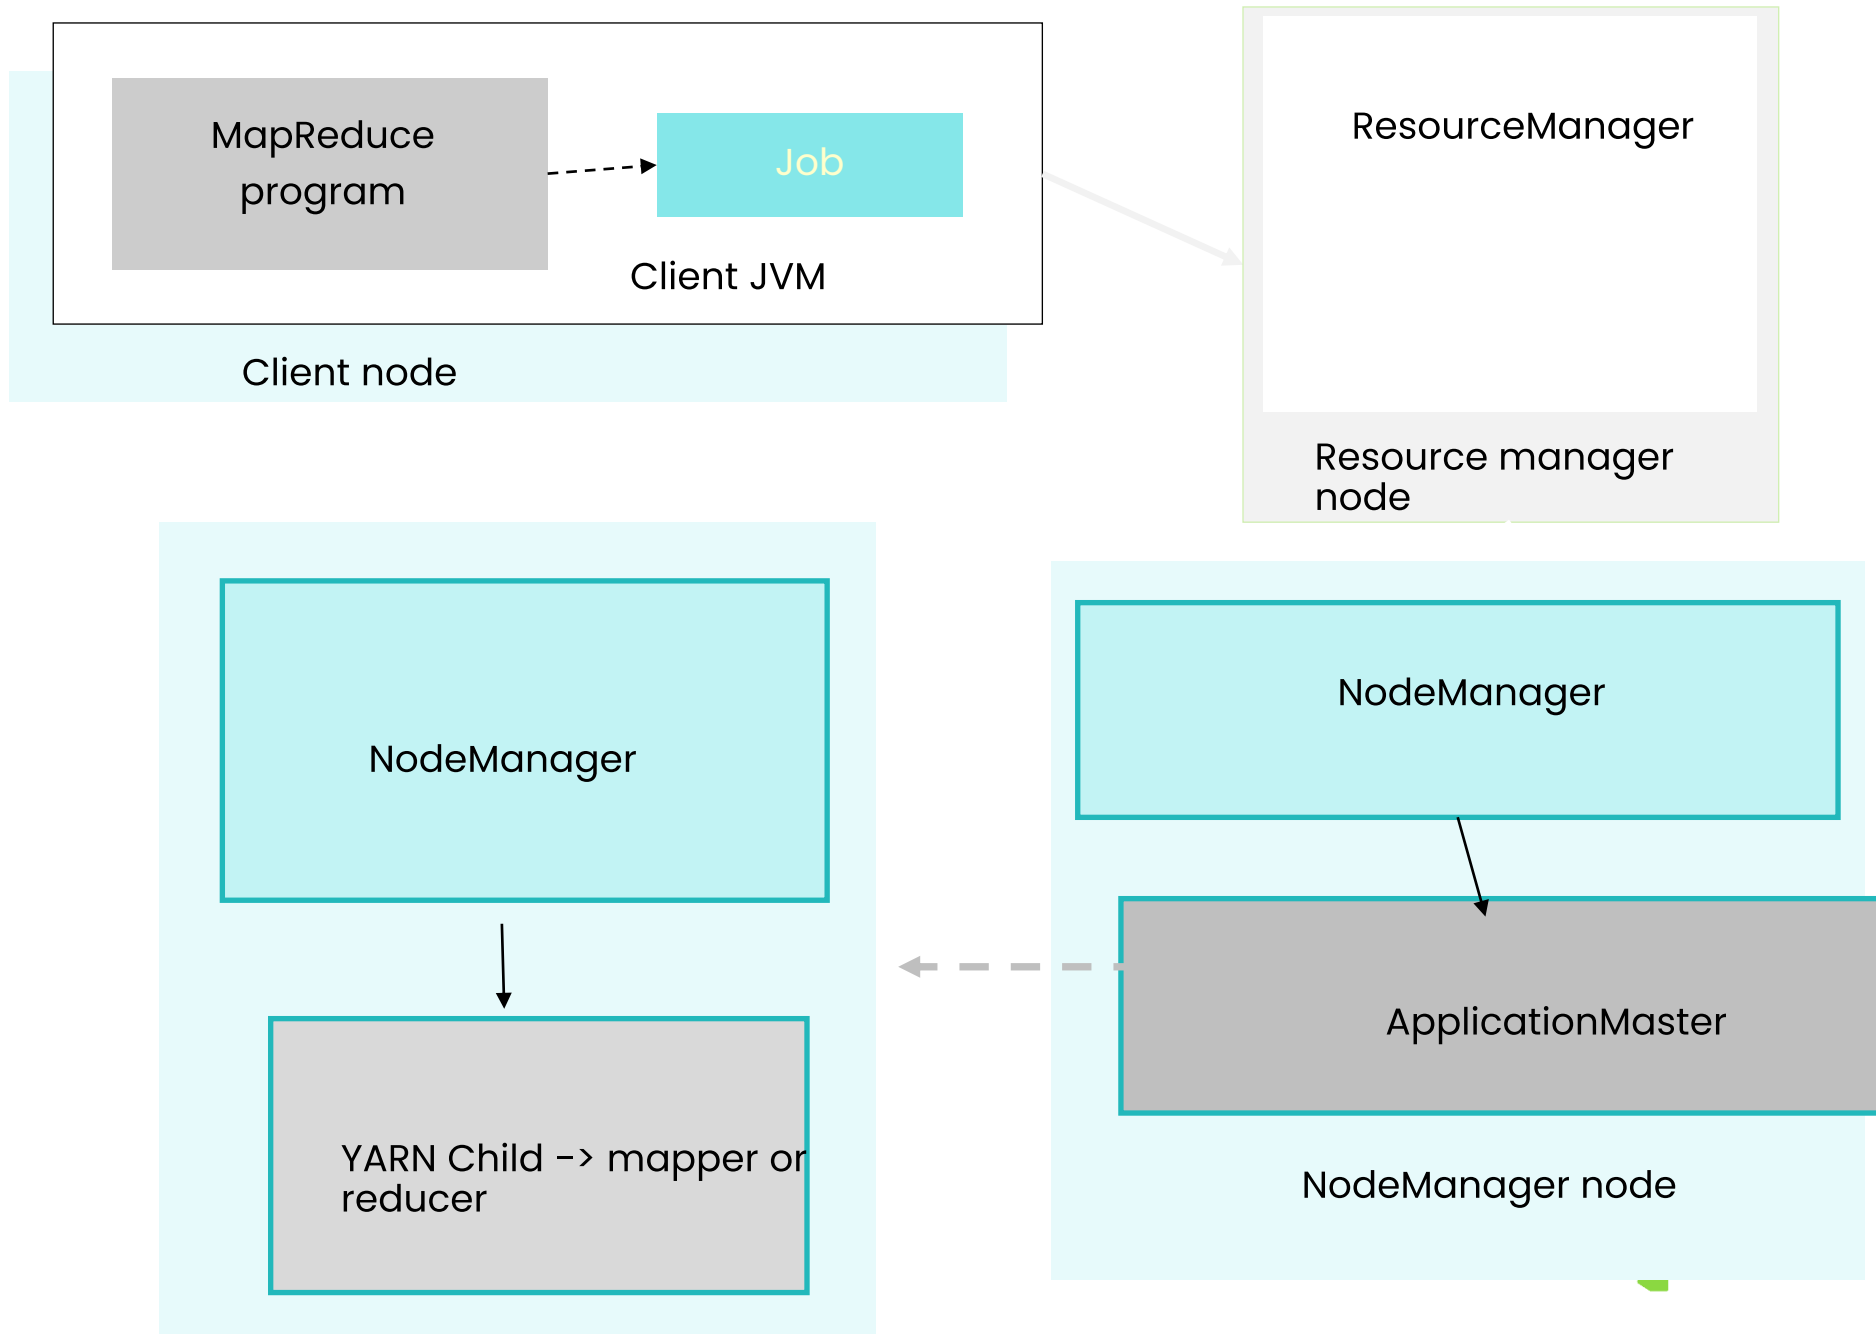 MapReduce
program
Job
Client JVM
Client node
ResourceManager
Resource manager
node
NodeManager
YARN Child -> mapper or
reducer
NodeManager
ApplicationMaster
NodeManager node